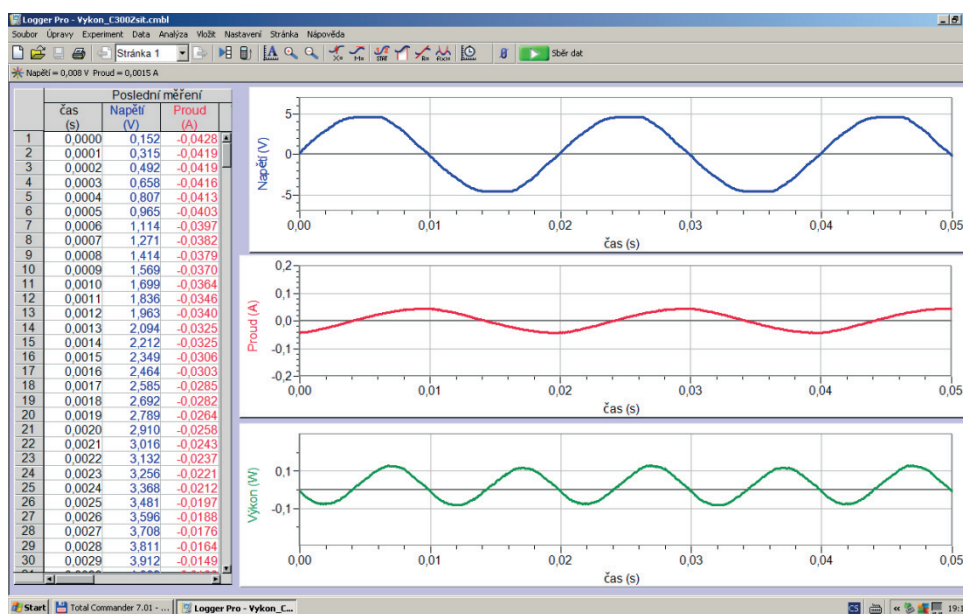 Logger Pro - Vykon_C300Zsit.cmbl
Soubor Úpravy Experiment Data Analýza Vložit Nastavení Stránka Nápověda
Stránka 1
Sběr dat
Napětí = 0,008 V Proud = 0,0015 A
Poslední měření
čas Napětí Proud
(s) (V) (A)
1 0,0000 0,152 -0,0428
2 0,0001 0,315 -0,0419
3 0,0002 0,492 -0,0419
4 0,0003 0,658 -0,0416
5 0,0004 0,807 -0,0413
6 0,0005 0,965 -0,0403
7 0,0006 1,114 -0,0397
8 0,0007 1,271 -0,0382
9 0,0008 1,414 -0,0379
10 0,0009 1,569 -0,0370
11 0,0010 1,699 -0,0364
12 0,0011 1,836 -0,0346
13 0,0012 1,963 -0,0340
14 0,0013 2,094 -0,0325
15 0,0014 2,212 -0,0325
16 0,0015 2,349 -0,0306
17 0,0016 2,464 -0,0303
18 0,0017 2,585 -0,0285
19 0,0018 2,692 -0,0282
20 0,0019 2,789 -0,0264
21 0,0020 2,910 -0,0258
22 0,0021 3,016 -0,0243
23 0,0022 3,132 -0,0237
24 0,0023 3,256 -0,0221
25 0,0024 3,368 -0,0212
26 0,0025 3,481 -0,0197
27 0,0026 3,596 -0,0188
28 0,0027 3,708 -0,0176
29 0,0028 3,811 -0,0164
30 0,0029 3,912 -0,0149
Napětí (V)
5
0
-5
0,00 0,01 0,02 0,03 0,04 0,05
čas (s)
Proud (A)
0,2
0,1
0,0
-0,1
-0,2
0,00 0,01 0,02 0,03 0,04 0,05
čas (s)
Výkon (W)
0,1
-0,1
0,00 0,01 0,02 0,03 0,04 0,05
čas (s)
Start Total Commander 7.01 - ... Logger Pro - Vykon_C... CS « 19:1